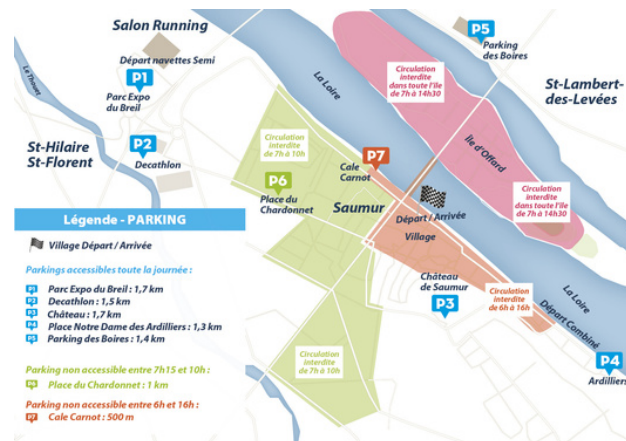 Salon Running
Départ navettes Semi
P1
Parc Expo
du Breil
Le Thouet
St-Hilaire
St-Florent
P2
Decathlon
La Loire
Circulation
interdite
dans toute l'île
de 7h à 14h30
P5
Parking
des Boires
St-Lambert-
des-Levées
Circulation
interdite
de 7h à 10h
P7
Cale
Carnot
Île d'Offard
P6
Place du
Chardonnet
Saumur
Départ / Arrivée
Village
Circulation
interdite
dans toute l'île
de 7h à 14h30
Château
de Saumur
P3
Circulation
interdite
de 6h à 16h
La Loire
Départ Combiné
P4
Ardilliers
Circulation
interdite
de 7h à 10h
Légende - PARKING
Village Départ / Arrivée
Parkings accessibles toute la journée :
P1 Parc Expo du Breil : 1,7 km
P2 Decathlon : 1,5 km
P3 Château : 1,7 km
P4 Place Notre Dame des Ardilliers : 1,3 km
P5 Parking des Boires : 1,4 km
Parking non accessible entre 7h15 et 10h :
P6 Place du Chardonnet : 1 km
Parking non accessible entre 6h et 16h :
P7 Cale Carnot : 500 m